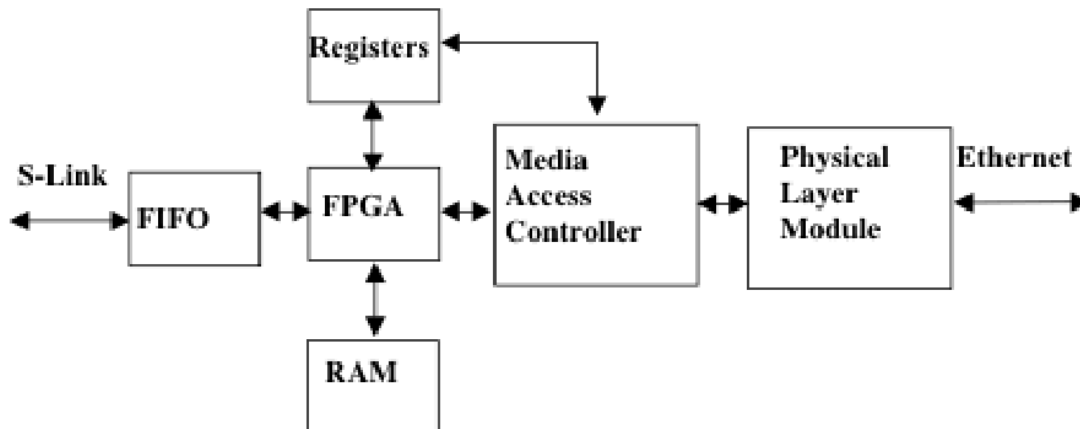 Registers
S-Link
FIFO
FPGA
Media
Access
Controller
Physical
Layer
Module
Ethernet
RAM